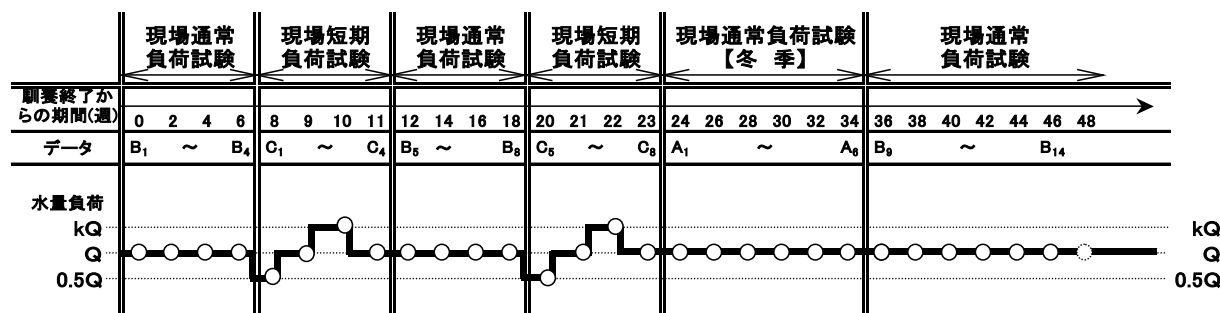 現場通常 現場短期 現場通常 現場短期 現場通常負荷試験 現場通常
負荷試験 負荷試験 負荷試験 負荷試験 【冬 季】 負荷試験
馴養終了か
らの期間(週) 0 2 4 6 8 9 10 11 12 14 16 18 20 21 22 23 24 26 28 30 32 34 36 38 40 42 44 46 48
データ B1 ～ B4 C1 ～ C4 B5 ～ B8 C5 ～ C8 A1 ～ A6 B9 ～ B14
水量負荷
kQ kQ
Q Q
0.5Q 0.5Q